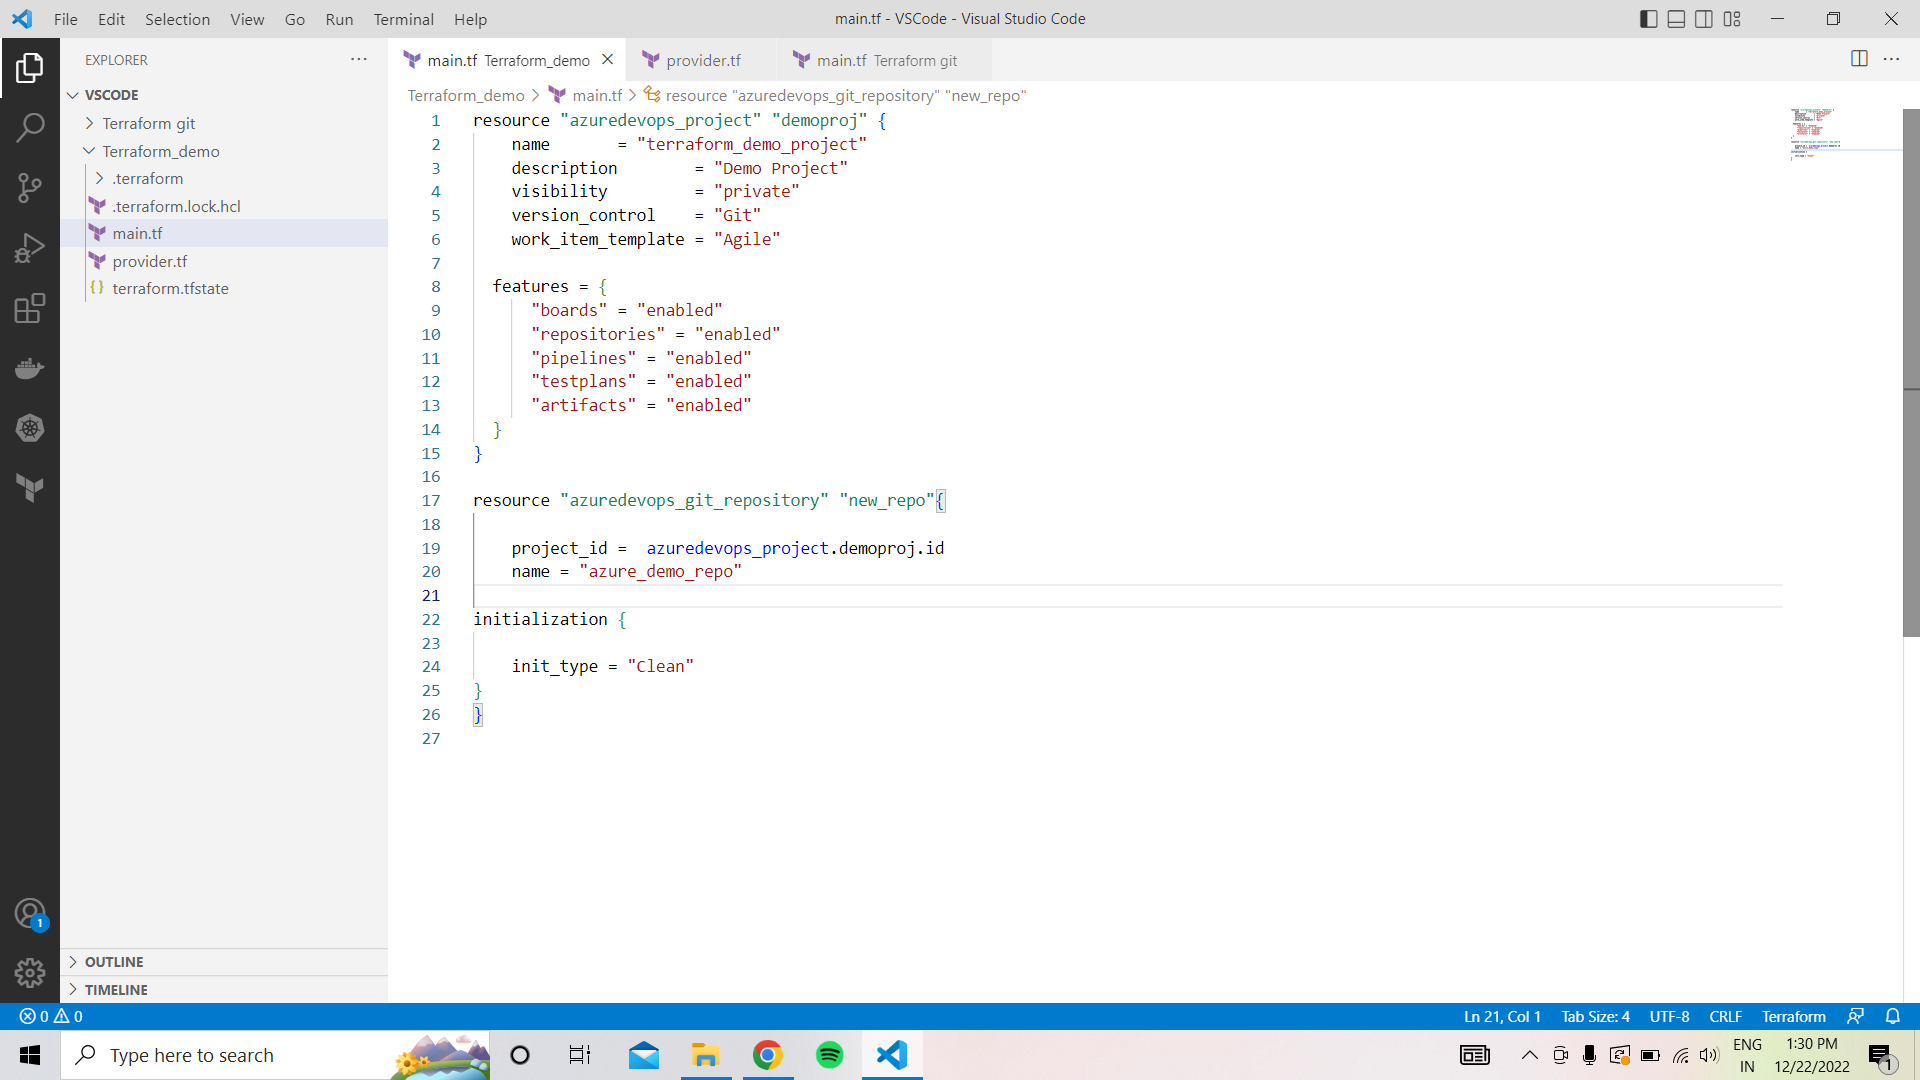 File Edit Selection View Go Run Terminal Help
main.tf - VSCode - Visual Studio Code
EXPLORER
VSCODE
Terraform git
Terraform_demo
.terraform
.terraform.lock.hcl
main.tf
provider.tf
{} terraform.tfstate
OUTLINE
TIMELINE
main.tf Terraform_demo
provider.tf
main.tf Terraform git
Terraform_demo > main.tf > resource "azuredevops_git_repository" "new_repo"
1 resource "azuredevops_project" "demoproj" {
2 name = "terraform_demo_project"
3 description = "Demo Project"
4 visibility = "private"
5 version_control = "Git"
6 work_item_template = "Agile"
7
8 features = {
9 "boards" = "enabled"
10 "repositories" = "enabled"
11 "pipelines" = "enabled"
12 "testplans" = "enabled"
13 "artifacts" = "enabled"
14 }
15 }
16
17 resource "azuredevops_git_repository" "new_repo"{
18
19 project_id = azuredevops_project.demoproj.id
20 name = "azure_demo_repo"
21
22 initialization {
23
24 init_type = "Clean"
25 }
26 }
27
1
0 0
Ln 21, Col 1 Tab Size: 4 UTF-8 CRLF Terraform
Type here to search
ENG
IN
1:30 PM
12/22/2022
1